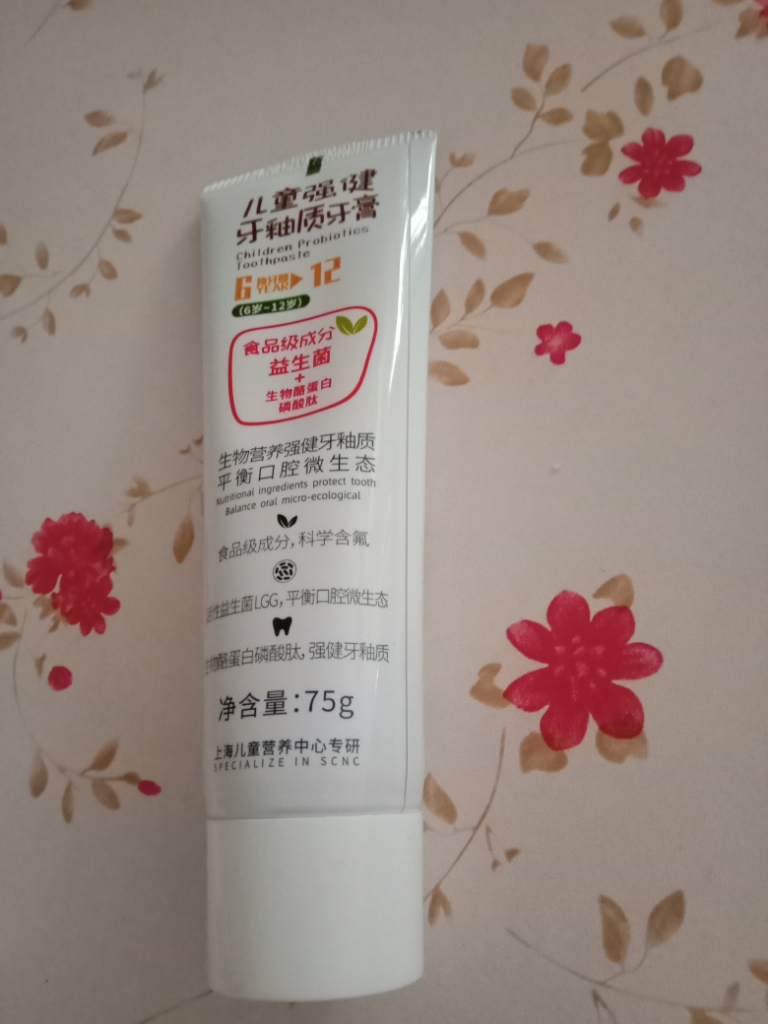 儿童强健
牙釉质牙膏
Children Probiotics
Toothpaste
6 YEAR 12
(6岁~12岁)
食品级成分
益生菌
+
生物酪蛋白
磷酸肽
生物营养强健牙釉质
平衡口腔微生态
Nutritional ingredients protect tooth
Balance oral micro-ecological
食品级成分,科学含氟
活性益生菌LGG,平衡口腔微生态
生物酪蛋白磷酸肽,强健牙釉质
净含量:75g
上海儿童营养中心专研
SPECIALIZE IN SCNC